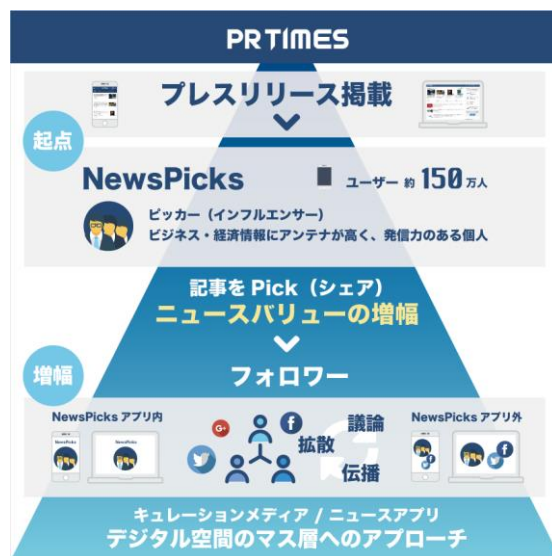 PR TIMES
プレスリリース掲載
起点
NewsPicks
ユーザー 約 150 万人
ピッカー（インフルエンサー）
ビジネス・経済情報にアンテナが高く、発信力のある個人
記事を Pick（シェア）
ニュースバリューの増幅
増幅
フォロワー
NewsPicks アプリ内
拡散
議論
伝播
NewsPicks アプリ外
キュレーションメディア / ニュースアプリ
デジタル空間のマス層へのアプローチ